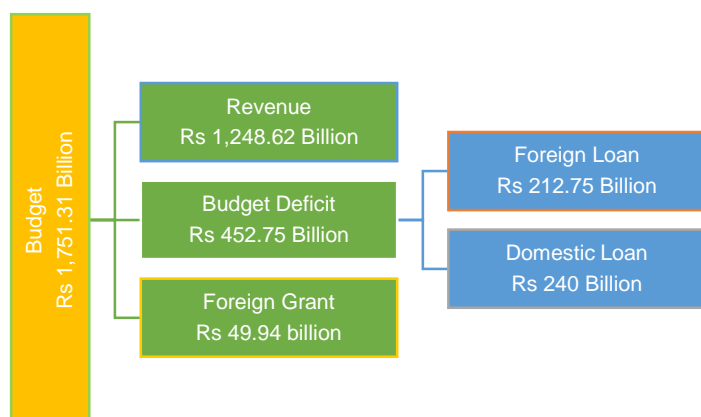 Budget
Rs 1,751.31 Billion
Revenue
Rs 1,248.62 Billion
Budget Deficit
Rs 452.75 Billion
Foreign Grant
Rs 49.94 billion
Foreign Loan
Rs 212.75 Billion
Domestic Loan
Rs 240 Billion